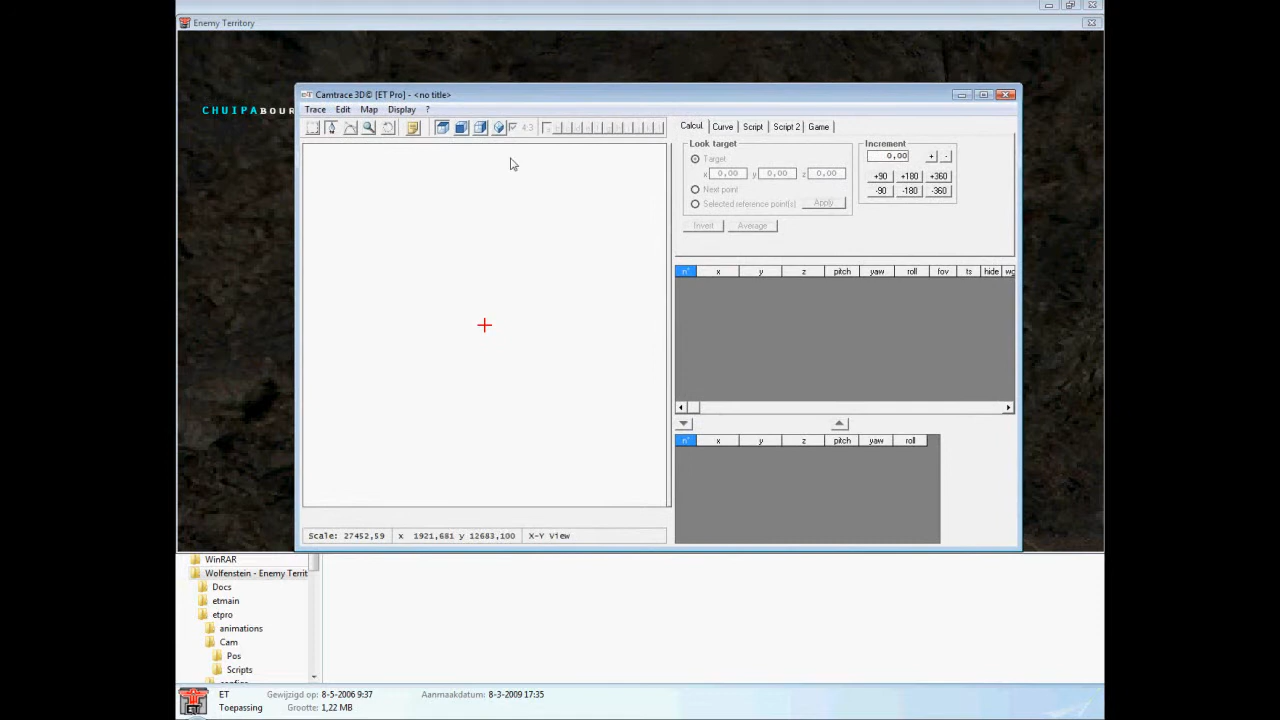 Enemy Territory
CHUIPABOUR
Camtrace 3D© [ET Pro] - <no title>
Trace Edit Map Display ?
4:3
Calcul Curve Script Script 2 Game
Look target
Target
x 0,00 y 0,00 z 0,00
Next point
Selected reference point(s) Apply
Invert Average
Increment
0,00 + -
+90 +180 +360
-90 -180 -360
n° x y z pitch yaw roll fov ts hide
n° x y z pitch yaw roll
Scale: 27452,59 x 1921,681 y 12683,100 X-Y View
WinRAR
Wolfenstein - Enemy Territ
Docs
etmain
etpro
animations
Cam
Pos
Scripts
ET Gewijzigd op: 8-5-2006 9:37 Aanmaakdatum: 8-3-2009 17:35
Toepassing Grootte: 1,22 MB